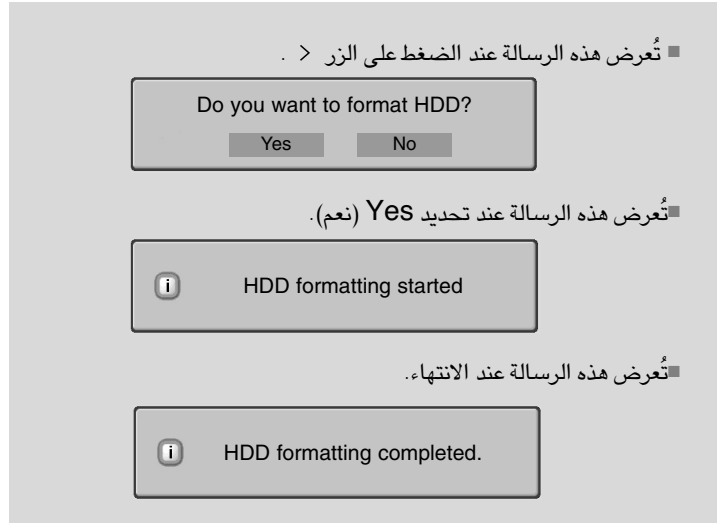 ■ تُعرض هذه الرسالة عند الضغط على الزر > .
Do you want to format HDD?
Yes No
■تُعرض هذه الرسالة عند تحديد Yes (نعم).
i HDD formatting started
■تُعرض هذه الرسالة عند الانتهاء.
i HDD formatting completed.